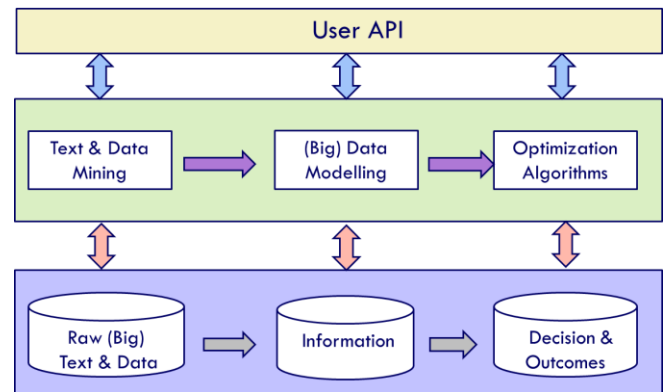 User API
Text & Data
Mining
(Big) Data
Modelling
Optimization
Algorithms
Raw (Big)
Text & Data
Information
Decision &
Outcomes